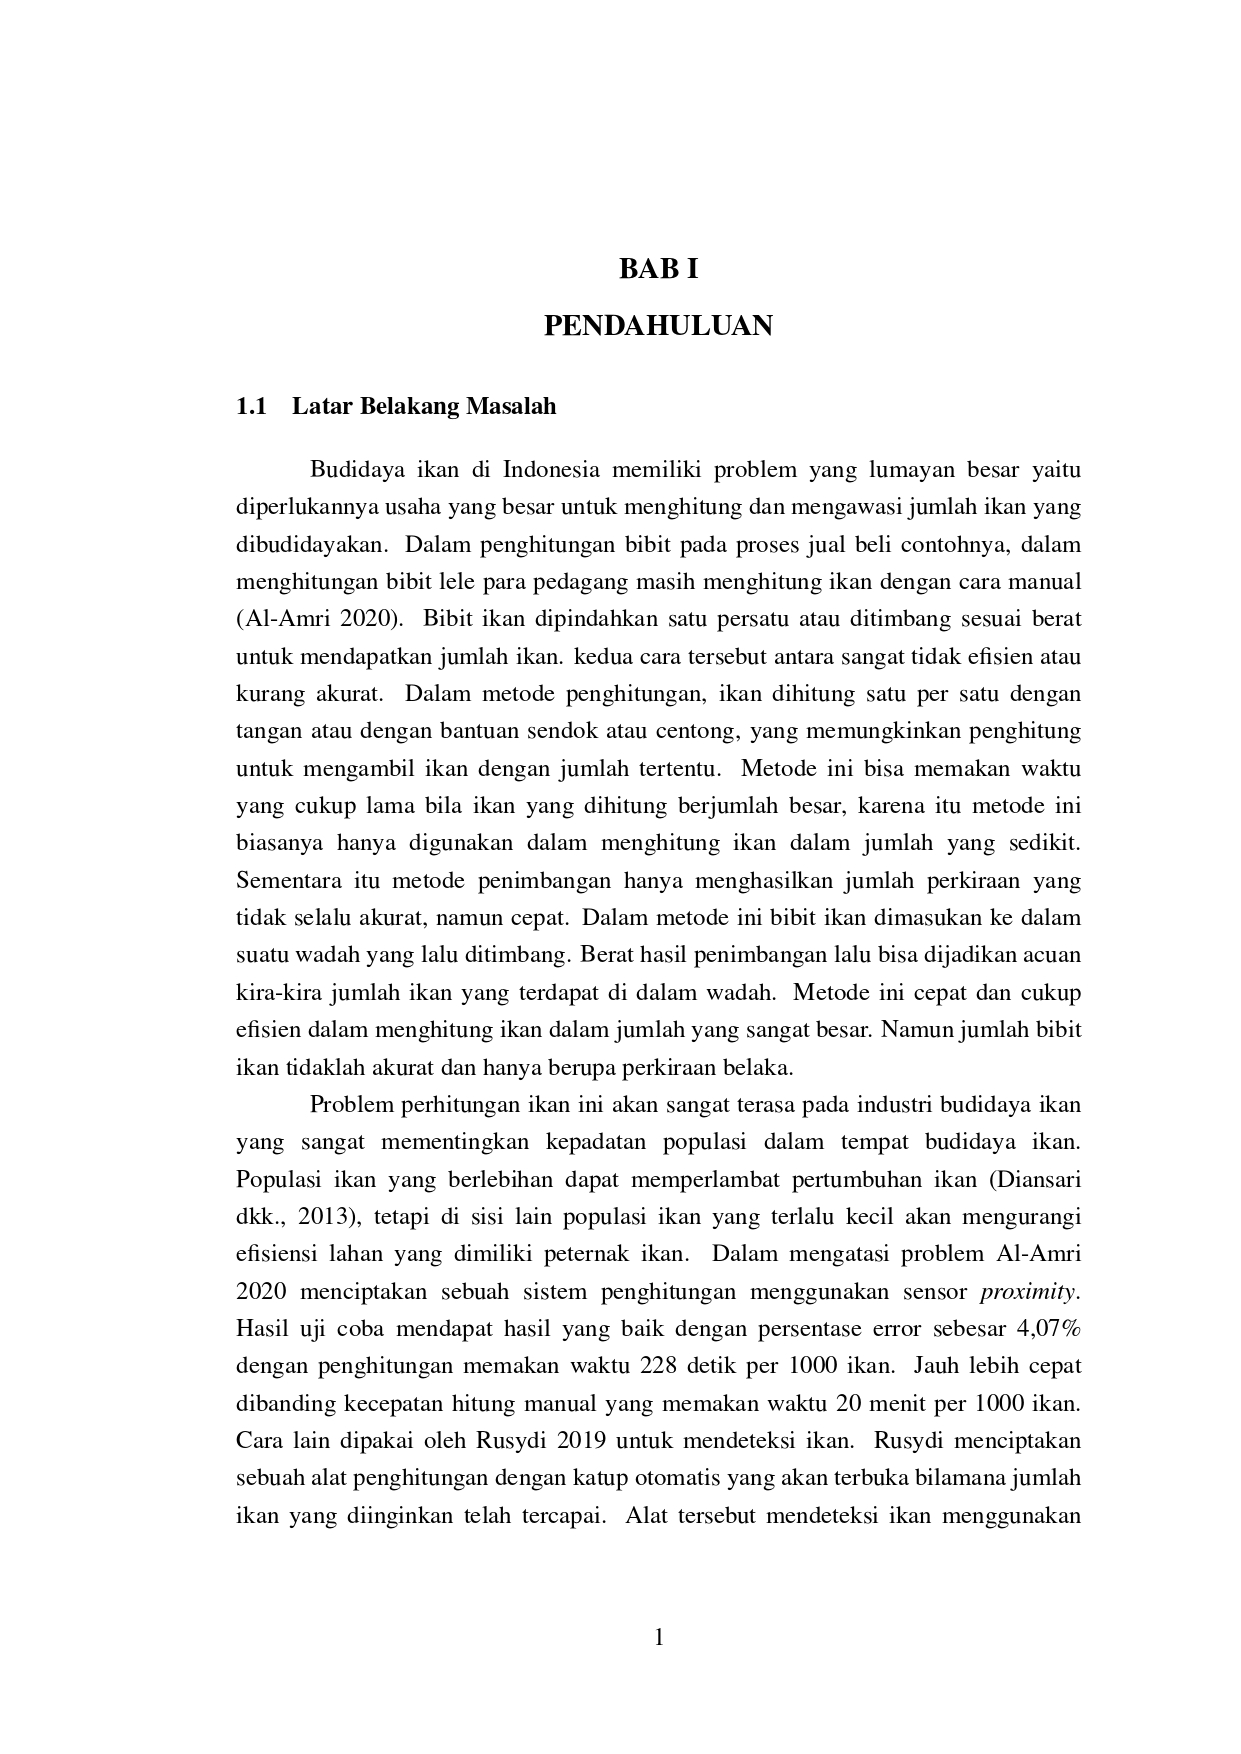 BAB I
PENDAHULUAN
1.1 Latar Belakang Masalah
Budidaya ikan di Indonesia memiliki problem yang lumayan besar yaitu
diperlukannya usaha yang besar untuk menghitung dan mengawasi jumlah ikan yang
dibudidayakan. Dalam penghitungan bibit pada proses jual beli contohnya, dalam
menghitungan bibit lele para pedagang masih menghitung ikan dengan cara manual
(Al-Amri 2020). Bibit ikan dipindahkan satu persatu atau ditimbang sesuai berat
untuk mendapatkan jumlah ikan. kedua cara tersebut antara sangat tidak efisien atau
kurang akurat. Dalam metode penghitungan, ikan dihitung satu per satu dengan
tangan atau dengan bantuan sendok atau centong, yang memungkinkan penghitung
untuk mengambil ikan dengan jumlah tertentu. Metode ini bisa memakan waktu
yang cukup lama bila ikan yang dihitung berjumlah besar, karena itu metode ini
biasanya hanya digunakan dalam menghitung ikan dalam jumlah yang sedikit.
Sementara itu metode penimbangan hanya menghasilkan jumlah perkiraan yang
tidak selalu akurat, namun cepat. Dalam metode ini bibit ikan dimasukan ke dalam
suatu wadah yang lalu ditimbang. Berat hasil penimbangan lalu bisa dijadikan acuan
kira-kira jumlah ikan yang terdapat di dalam wadah. Metode ini cepat dan cukup
efisien dalam menghitung ikan dalam jumlah yang sangat besar. Namun jumlah bibit
ikan tidaklah akurat dan hanya berupa perkiraan belaka.
Problem perhitungan ikan ini akan sangat terasa pada industri budidaya ikan
yang sangat mementingkan kepadatan populasi dalam tempat budidaya ikan.
Populasi ikan yang berlebihan dapat memperlambat pertumbuhan ikan (Diansari
dkk., 2013), tetapi di sisi lain populasi ikan yang terlalu kecil akan mengurangi
efisiensi lahan yang dimiliki peternak ikan. Dalam mengatasi problem Al-Amri
2020 menciptakan sebuah sistem penghitungan menggunakan sensor proximity.
Hasil uji coba mendapat hasil yang baik dengan persentase error sebesar 4,07%
dengan penghitungan memakan waktu 228 detik per 1000 ikan. Jauh lebih cepat
dibanding kecepatan hitung manual yang memakan waktu 20 menit per 1000 ikan.
Cara lain dipakai oleh Rusydi 2019 untuk mendeteksi ikan. Rusydi menciptakan
sebuah alat penghitungan dengan katup otomatis yang akan terbuka bilamana jumlah
ikan yang diinginkan telah tercapai. Alat tersebut mendeteksi ikan menggunakan
1